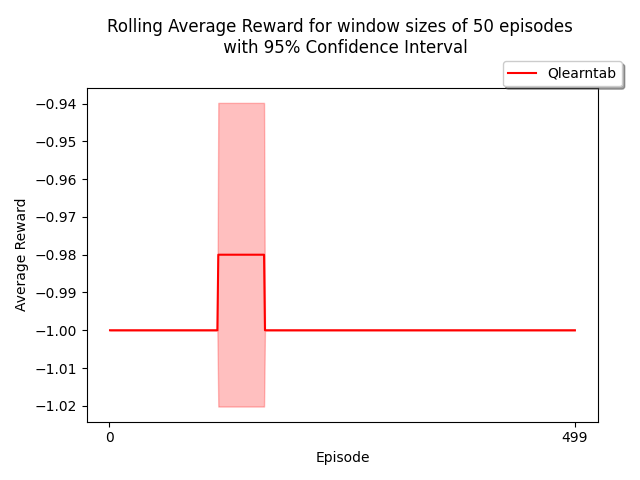 Rolling Average Reward for window sizes of 50 episodes
with 95% Confidence Interval
Qlearntab
−0.94
−0.95
−0.96
−0.97
−0.98
−0.99
−1.00
−1.01
−1.02
Average Reward
0
499
Episode